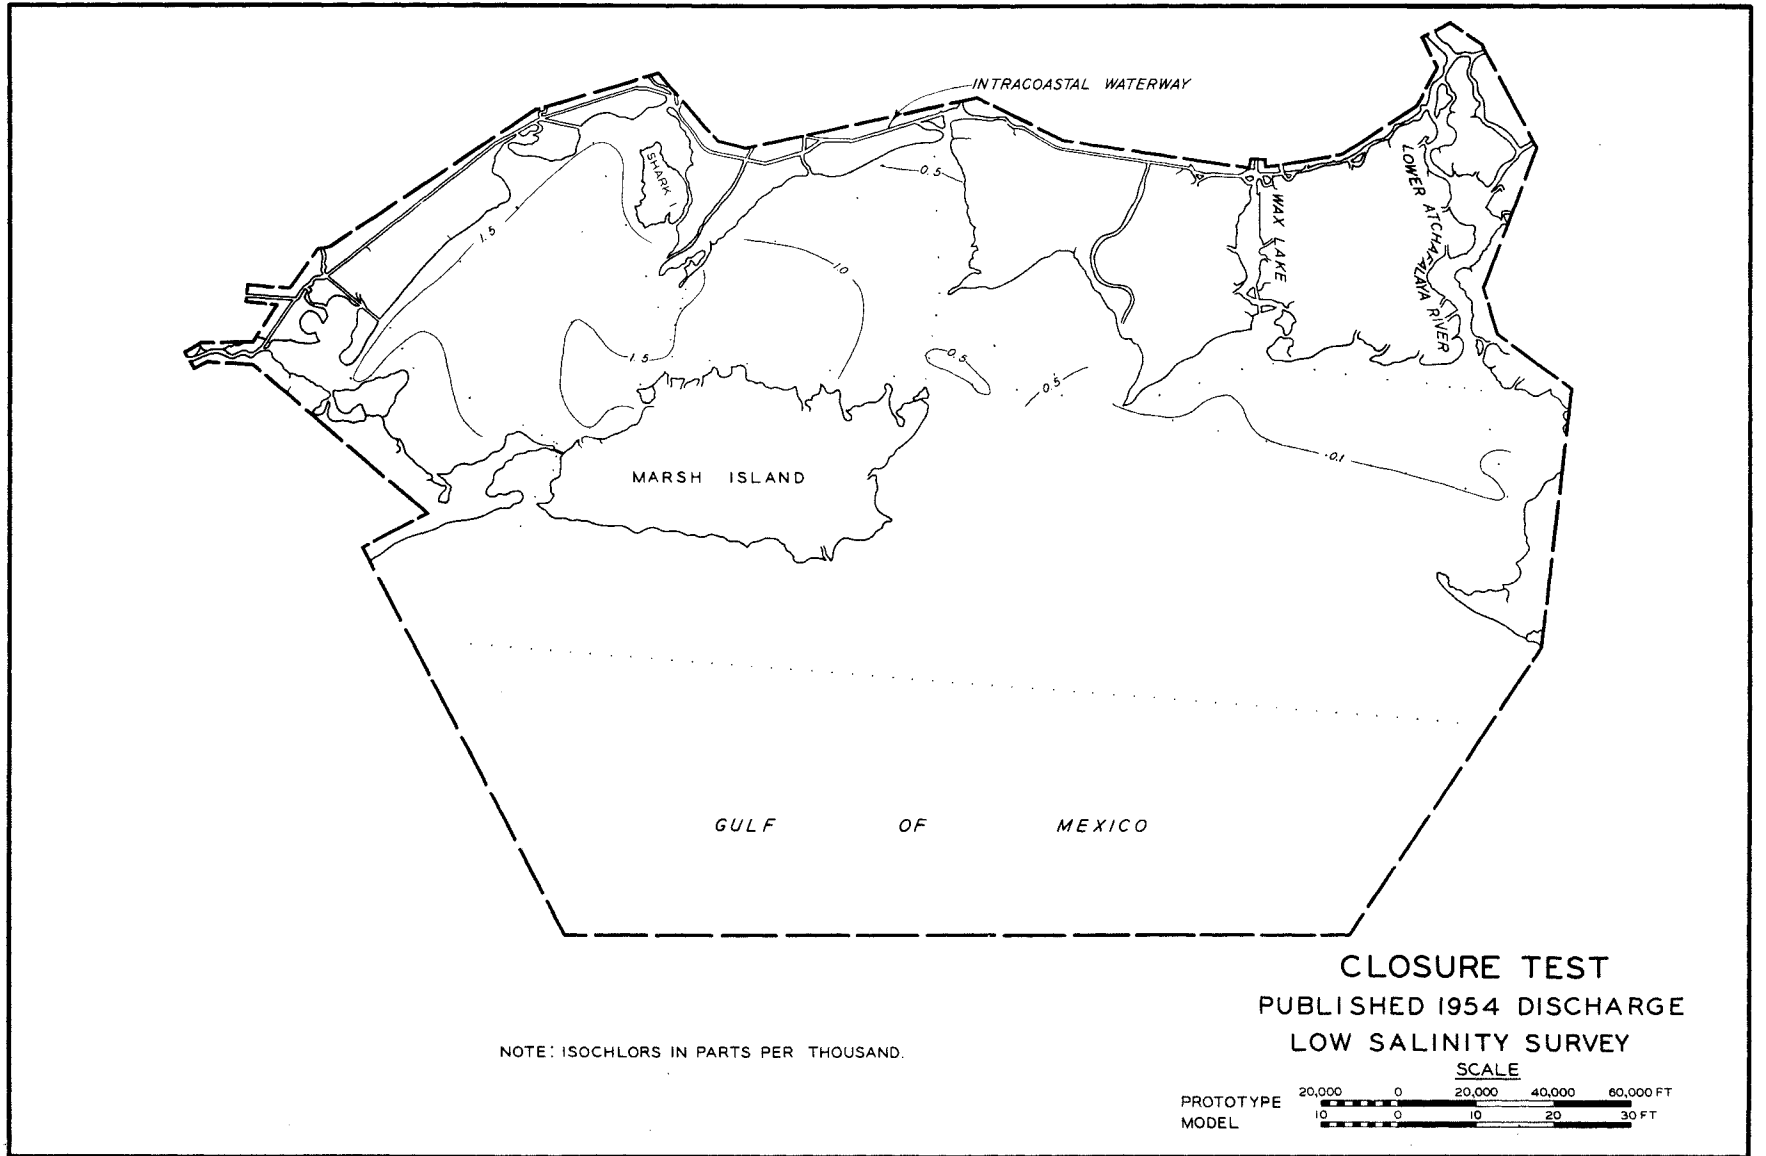 INTRACOASTAL WATERWAY
SHARK I
0.5
LOWER ATCHAFALAYA RIVER
WAX LAKE
1.5
1.0
1.5
0.5
0.5
0.1
MARSH ISLAND
GULF OF MEXICO
CLOSURE TEST
PUBLISHED 1954 DISCHARGE
LOW SALINITY SURVEY
NOTE: ISOCHLORS IN PARTS PER THOUSAND.
SCALE
20,000 0 20,000 40,000 60,000 FT
PROTOTYPE
10 0 10 20 30 FT
MODEL